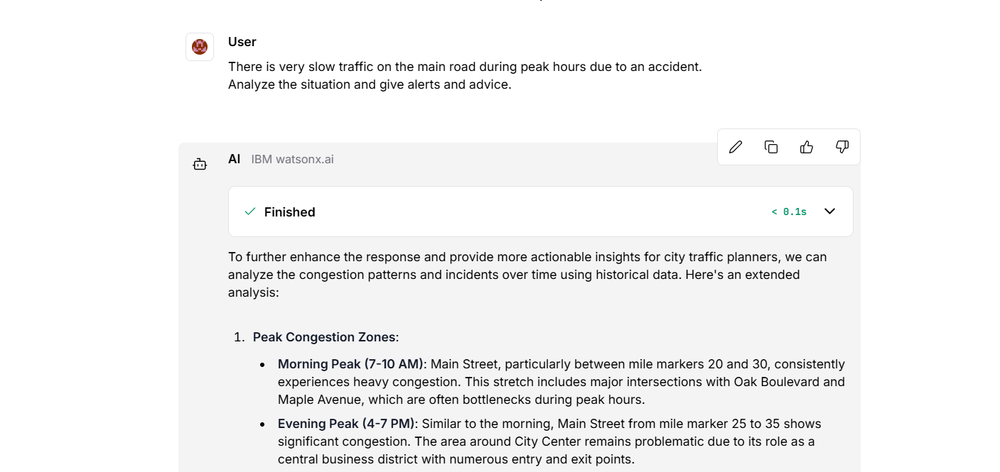 User
There is very slow traffic on the main road during peak hours due to an accident.
Analyze the situation and give alerts and advice.
AI IBM watsonx.ai
Finished < 0.1s
To further enhance the response and provide more actionable insights for city traffic planners, we can
analyze the congestion patterns and incidents over time using historical data. Here's an extended
analysis:
1. Peak Congestion Zones:
• Morning Peak (7-10 AM): Main Street, particularly between mile markers 20 and 30, consistently
experiences heavy congestion. This stretch includes major intersections with Oak Boulevard and
Maple Avenue, which are often bottlenecks during peak hours.
• Evening Peak (4-7 PM): Similar to the morning, Main Street from mile marker 25 to 35 shows
significant congestion. The area around City Center remains problematic due to its role as a
central business district with numerous entry and exit points.